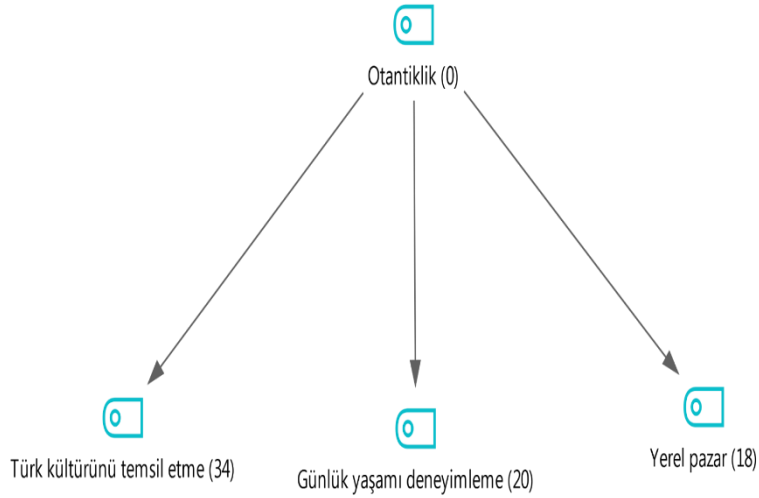 Otantiklik (0)
Türk kültürünü temsil etme (34)
Günlük yaşamı deneyimleme (20)
Yerel pazar (18)